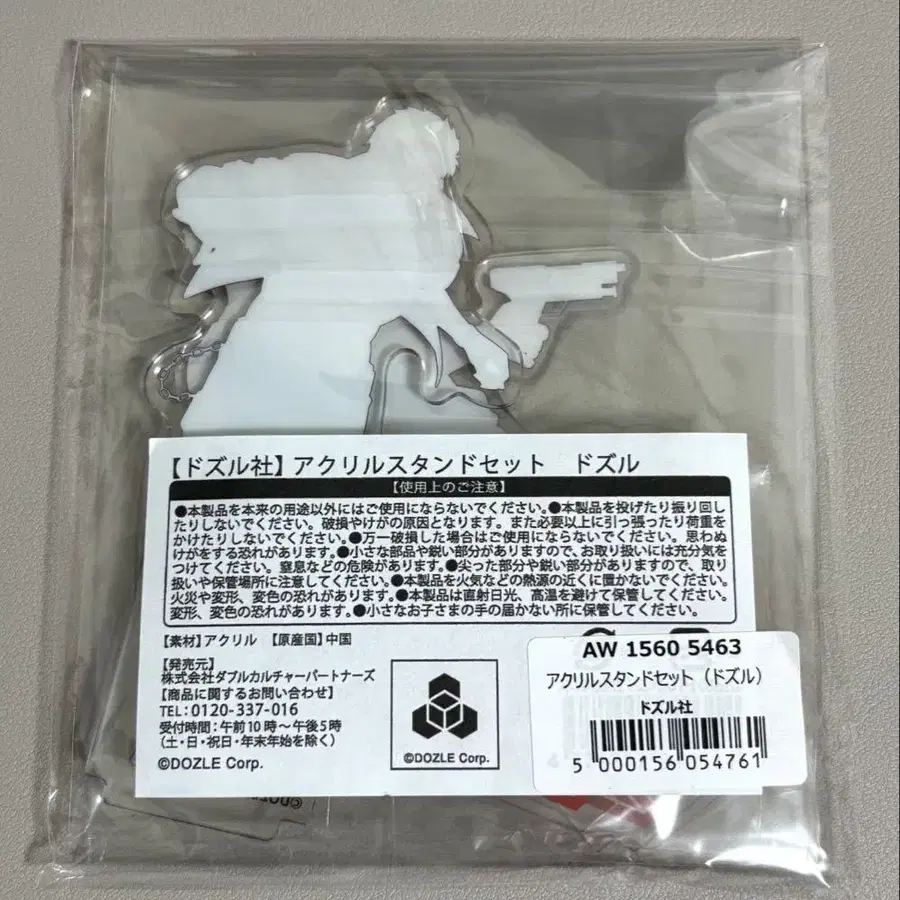 【ドズル社】アクリルスタンドセット　ドズル
【使用上のご注意】
●本製品を本来の用途以外にはご使用にならないでください。●本製品を投げたり振り回し
たりしないでください。破損やけがの原因となります。また必要以上に引っ張ったり荷重を
かけたりしないでください。●万一破損した場合はご使用にならないでください。思わぬ
けがをする恐れがあります。●小さな部品や鋭い部分がありますので、お取り扱いには充分気を
つけてください。窒息などの危険があります。●尖った部分や鋭い部分がありますので、取り
扱いや保管場所に注意してください。●本製品を火気などの熱源の近くに置かないでください。
火災や変形、変色の恐れがあります。●本製品は直射日光、高温を避けて保管してください。
変形、変色の恐れがあります。●小さなお子さまの手の届かない所に保管してください。
【素材】アクリル　【原産国】中国
【発売元】
株式会社ダブルカルチャーパートナーズ
【商品に関するお問い合わせ】
TEL:0120-337-016
受付時間:午前10時～午後5時
(土・日・祝日・年末年始を除く)
©DOZLE Corp.
©DOZLE Corp.
AW 1560 5463
アクリルスタンドセット（ドズル）
ドズル社
5 000156 054761